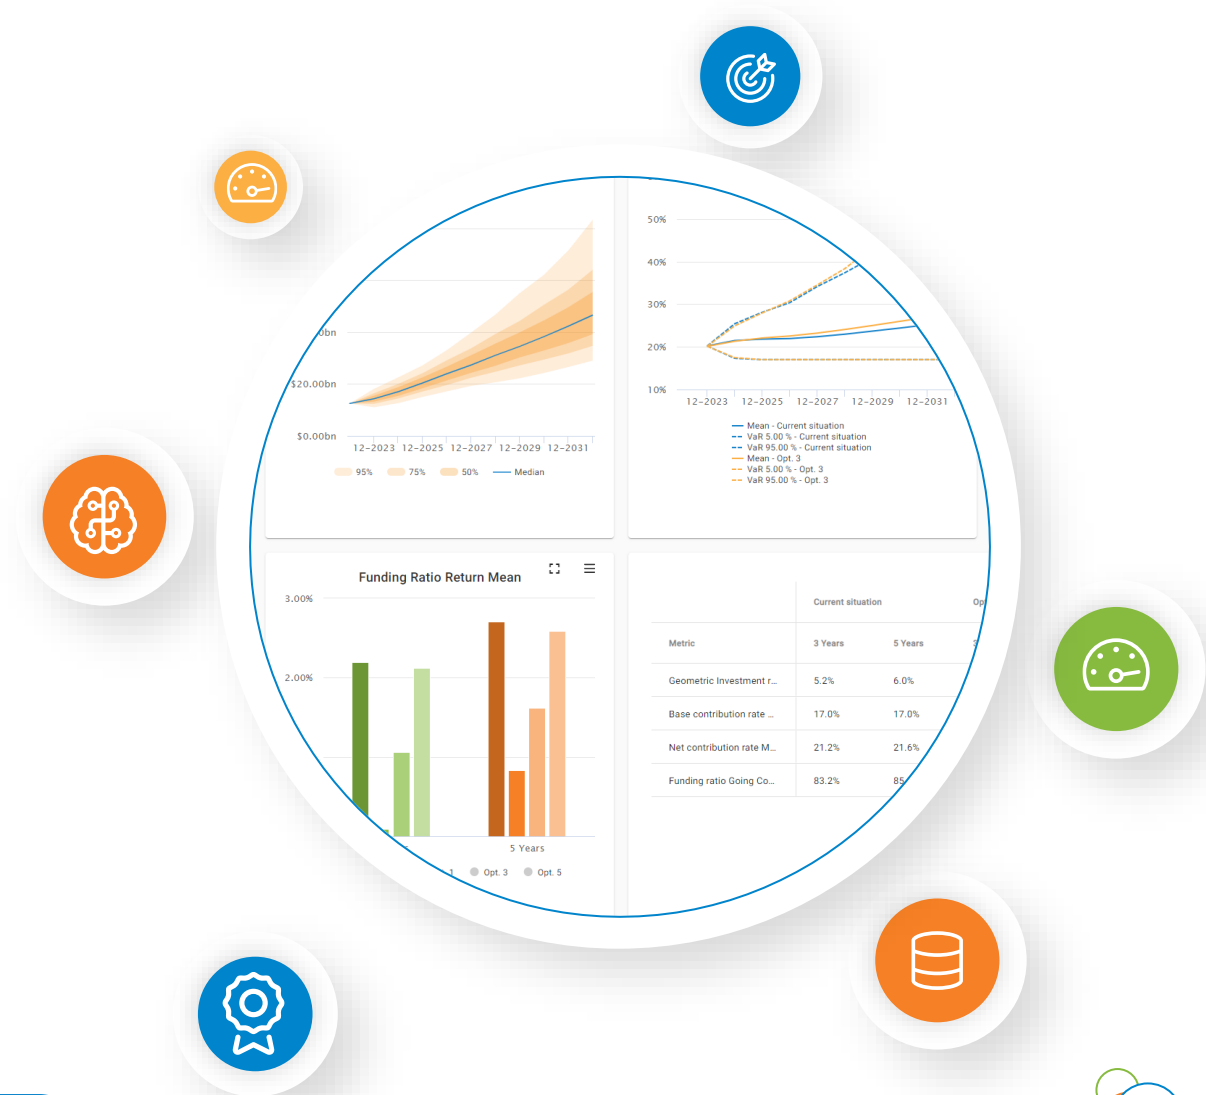 0bn
$20.00bn
$0.00bn
12-2023 12-2025 12-2027 12-2029 12-2031
95% 75% 50% Median
50%
40%
30%
20%
10%
12-2023 12-2025 12-2027 12-2029 12-2031
Mean - Current situation
VaR 5.00 % - Current situation
VaR 95.00 % - Current situation
Mean - Opt. 3
VaR 5.00 % - Opt. 3
VaR 95.00 % - Opt. 3
Funding Ratio Return Mean
3.00%
2.00%
5 Years
1 Opt. 3 Opt. 5
Current situation Op
Metric 3 Years 5 Years
Geometric Investment r... 5.2% 6.0%
Base contribution rate ... 17.0% 17.0%
Net contribution rate M... 21.2% 21.6%
Funding ratio Going Co... 83.2% 85